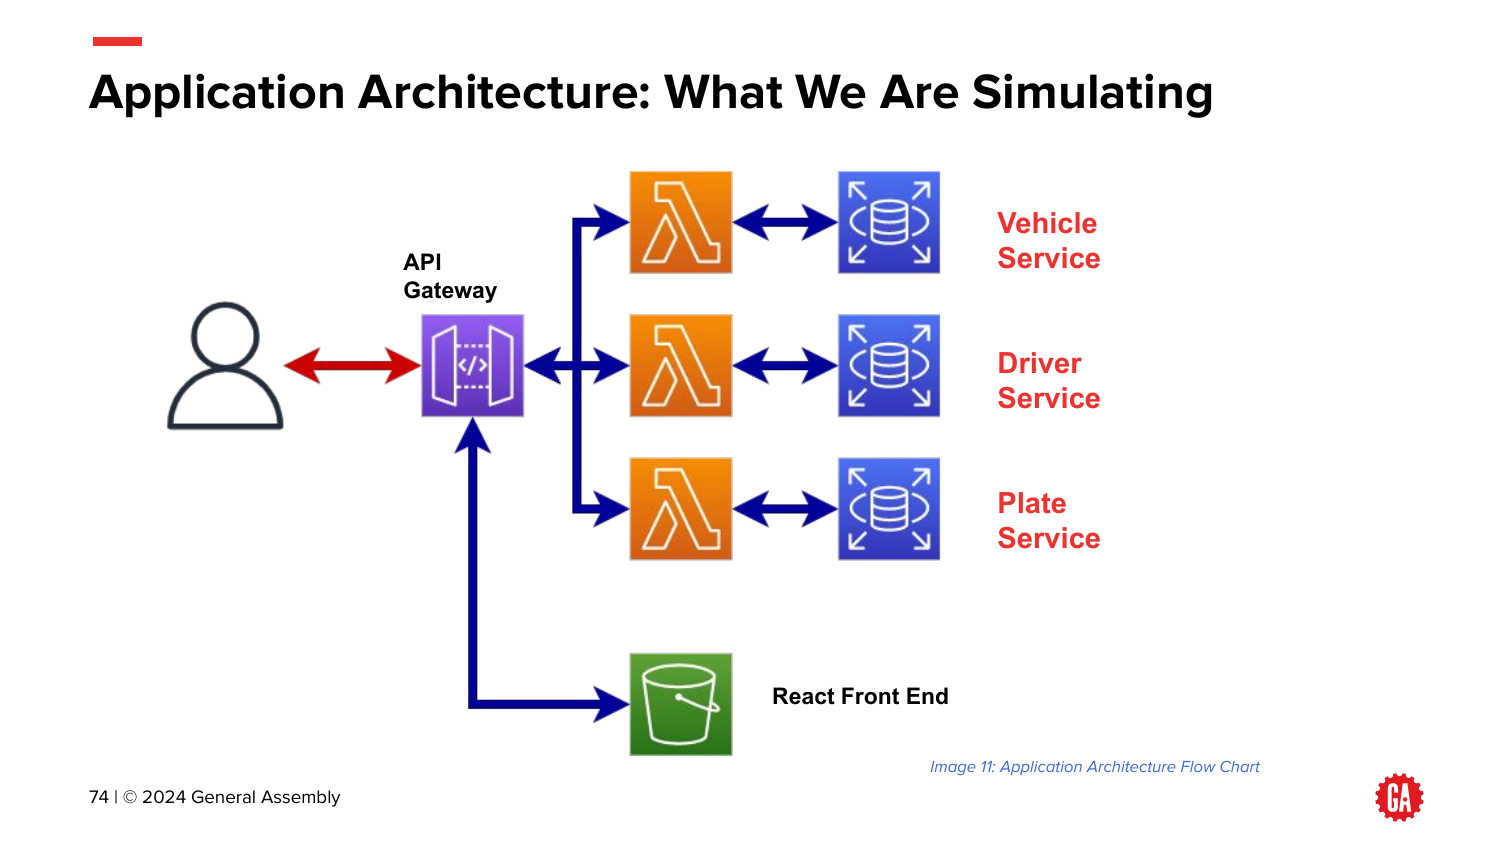 Application Architecture: What We Are Simulating
API
Gateway
</>
Vehicle
Service
Driver
Service
Plate
Service
React Front End
Image 11: Application Architecture Flow Chart
74 | © 2024 General Assembly
GA